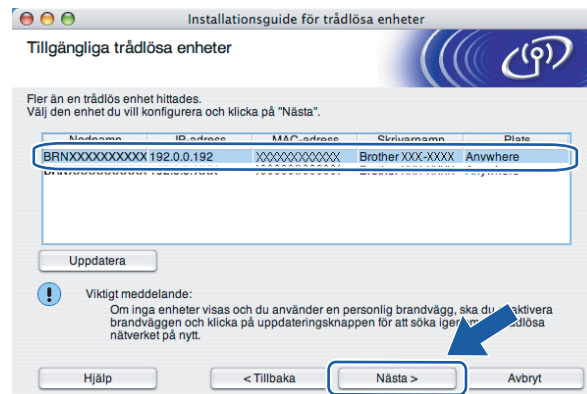 Installationsguide för trådlösa enheter
Tillgängliga trådlösa enheter
Fler än en trådlös enhet hittades.
Välj den enhet du vill konfigurera och klicka på "Nästa".
Nodnamn IP-adress MAC-adress Skrivarnamn Plats
BRNXXXXXXXXXX 192.0.0.192 XXXXXXXXXXXX Brother XXX-XXXX Anywhere
Uppdatera
Viktigt meddelande:
Om inga enheter visas och du använder en personlig brandvägg, ska du
brandväggen och klicka på uppdateringsknappen för att söka
nätverket på nytt.
Hjälp < Tillbaka Nästa > Avbryt